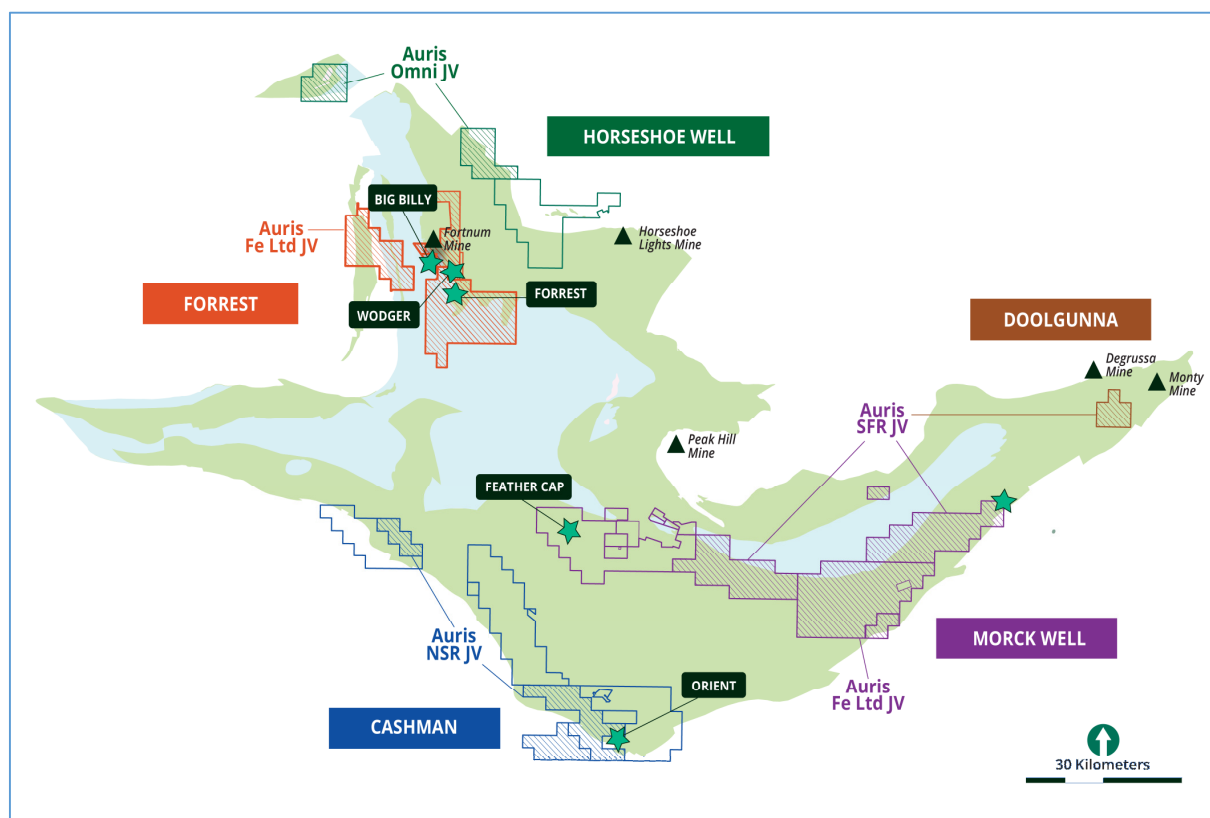 Auris
Omni JV
HORSESHOE WELL
BIG BILLY
Auris
Fe Ltd JV
Fortnum
Mine
Horseshoe
Lights Mine
FORREST
FORREST
WODGER
DOOLGUNNA
Degrussa
Mine
Monty
Mine
Auris
SFR JV
Peak Hill
Mine
FEATHER CAP
Auris
NSR JV
MORCK WELL
ORIENT
Auris
Fe Ltd JV
CASHMAN
30 Kilometers